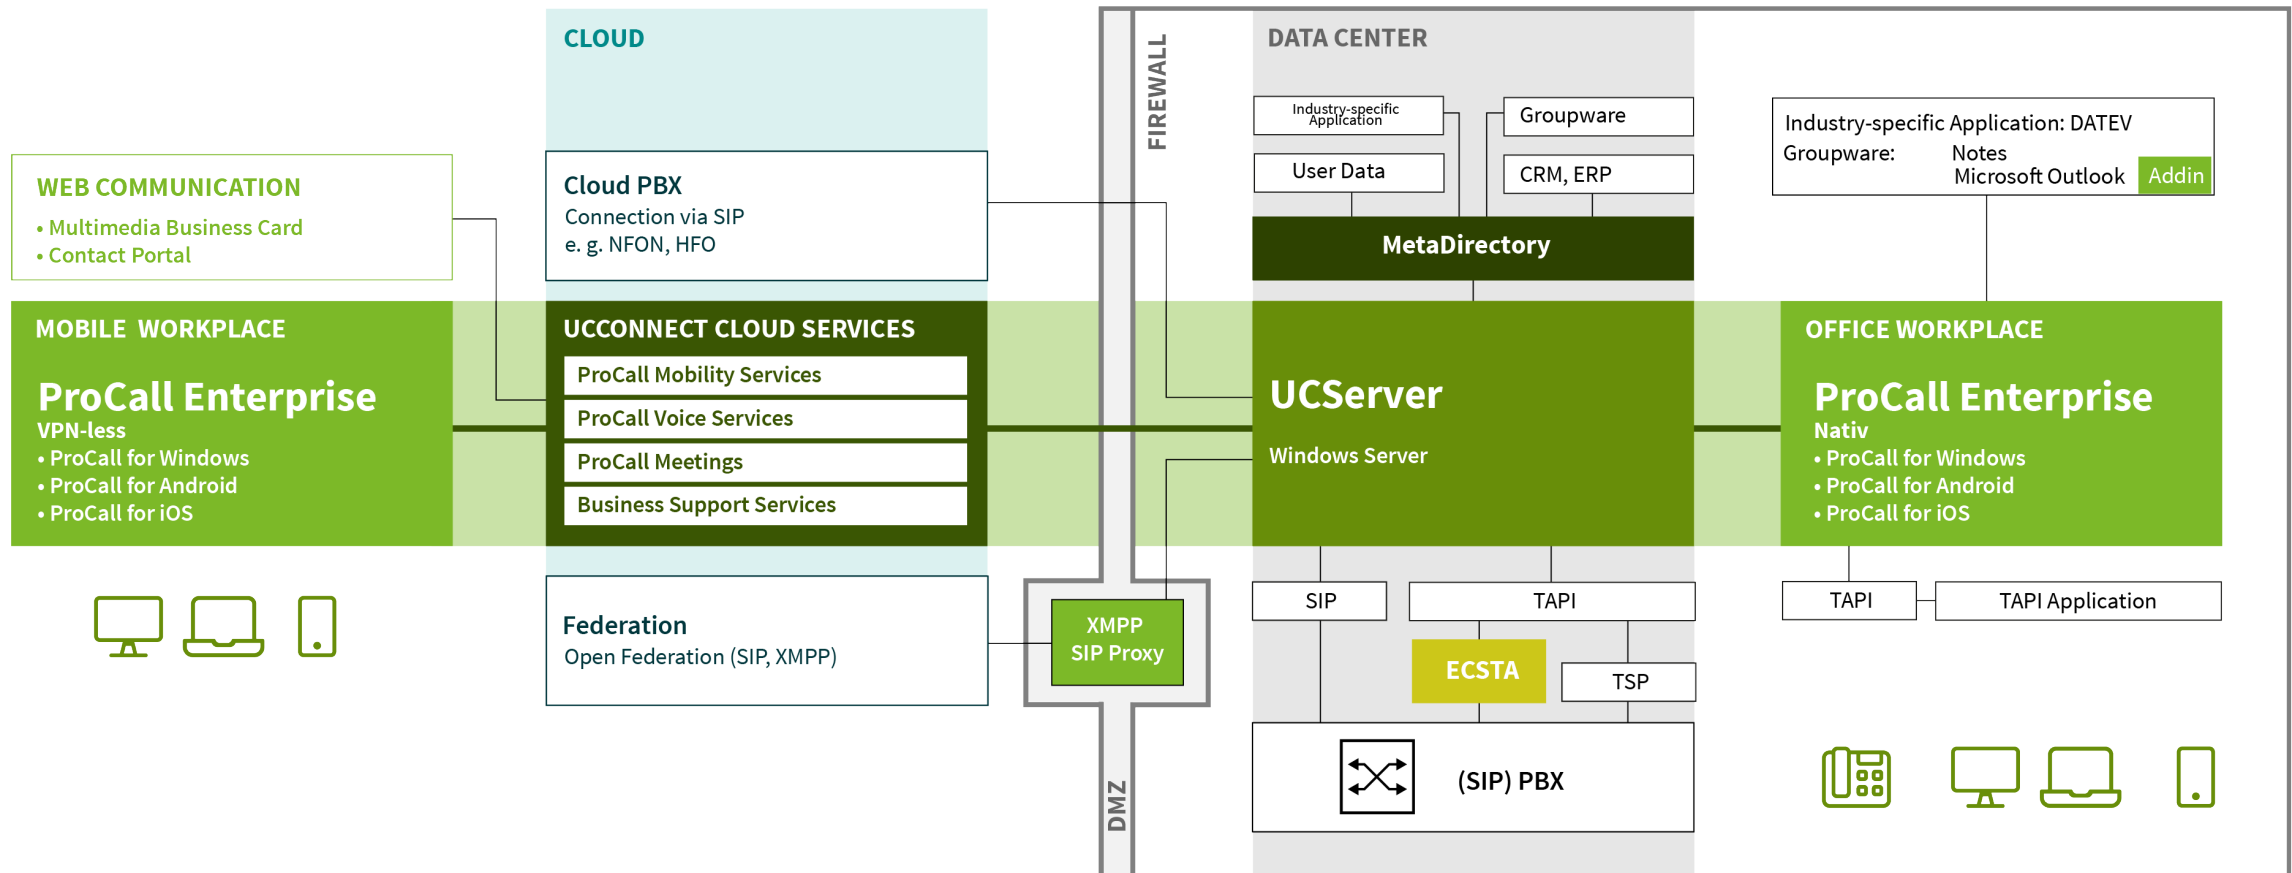 CLOUD
FIREWALL
DATA CENTER
Industry-specific
Application
Groupware
User Data
CRM, ERP
MetaDirectory
Industry-specific Application: DATEV
Groupware: Notes
Microsoft Outlook Addin
WEB COMMUNICATION
• Multimedia Business Card
• Contact Portal
Cloud PBX
Connection via SIP
e. g. NFON, HFO
MOBILE WORKPLACE
ProCall Enterprise
VPN-less
• ProCall for Windows
• ProCall for Android
• ProCall for iOS
UCCONNECT CLOUD SERVICES
ProCall Mobility Services
ProCall Voice Services
ProCall Meetings
Business Support Services
UCServer
Windows Server
OFFICE WORKPLACE
ProCall Enterprise
Nativ
• ProCall for Windows
• ProCall for Android
• ProCall for iOS
Federation
Open Federation (SIP, XMPP)
XMPP
SIP Proxy
DMZ
SIP
TAPI
ECSTA
TSP
(SIP) PBX
TAPI
TAPI Application